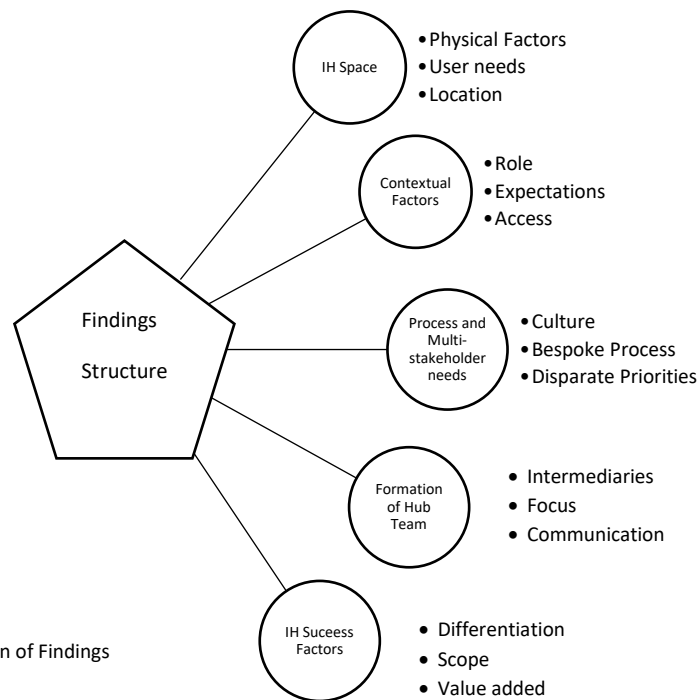 IH Space
• Physical Factors
• User needs
• Location
Contextual
Factors
• Role
• Expectations
• Access
Findings
Structure
Process and
Multi-
stakeholder
needs
• Culture
• Bespoke Process
• Disparate Priorities
Formation
of Hub
Team
• Intermediaries
• Focus
• Communication
IH Suceess
Factors
• Differentiation
• Scope
• Value added
n of Findings